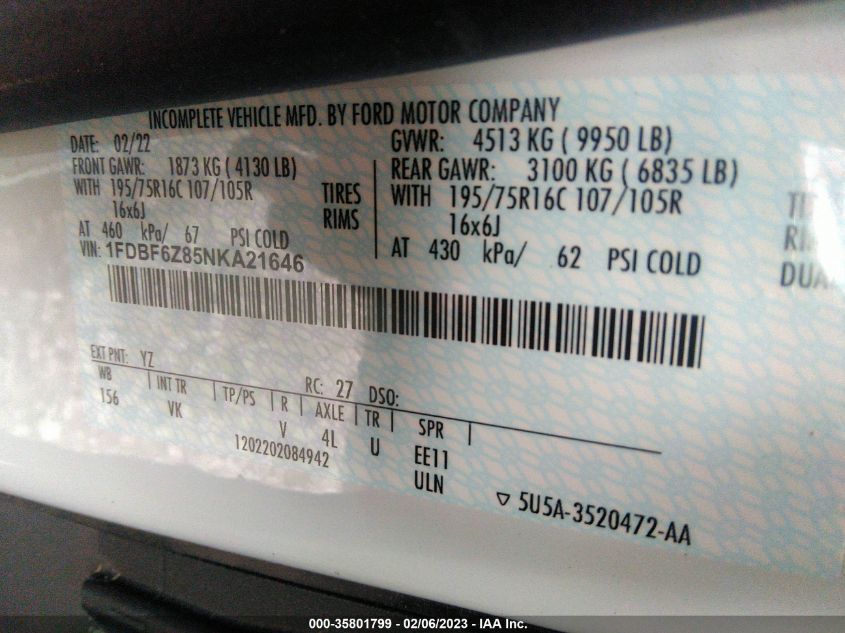 INCOMPLETE VEHICLE MFD. BY FORD MOTOR COMPANY
DATE: 02/22 GVWR: 4513 KG ( 9950 LB)
FRONT GAWR: 1873 KG ( 4130 LB) REAR GAWR: 3100 KG ( 6835 LB)
WITH 195/75R16C 107/105R TIRES WITH 195/75R16C 107/105R
16x6J RIMS 16x6J
AT 460 kPa/ 67 PSI COLD AT 430 kPa/ 62 PSI COLD
VIN: 1FDBF6Z85NKA21646
EXT PNT: YZ RC: 27 DSO:
WB INT TR TP/PS R AXLE TR SPR
156 VK V 4L U EE11
1202202084942 ULN
5U5A-3520472-AA
000-35801799 - 02/06/2023 - IAA Inc.